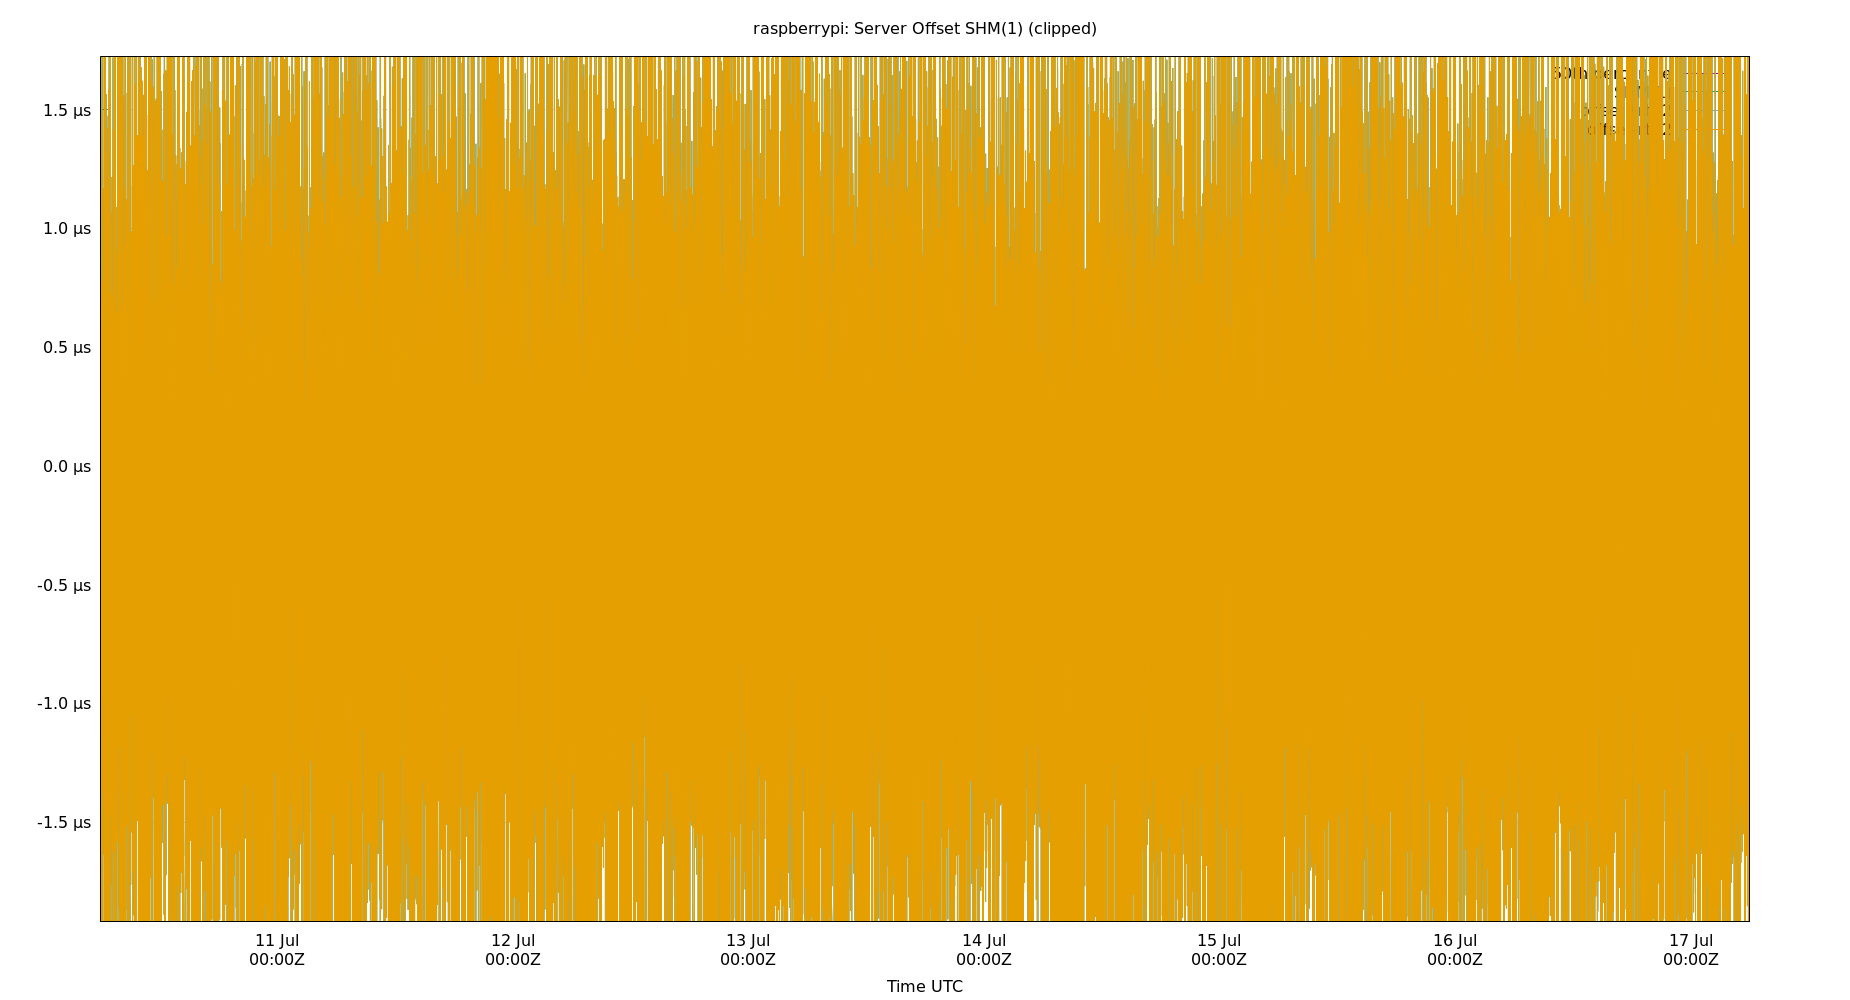 raspberrypi: Server Offset SHM(1) (clipped)
1.5 µs
1.0 µs
0.5 µs
0.0 µs
-0.5 µs
-1.0 µs
-1.5 µs
11 Jul 12 Jul 13 Jul 14 Jul 15 Jul 16 Jul 17 Jul
00:00Z 00:00Z 00:00Z 00:00Z 00:00Z 00:00Z 00:00Z
Time UTC